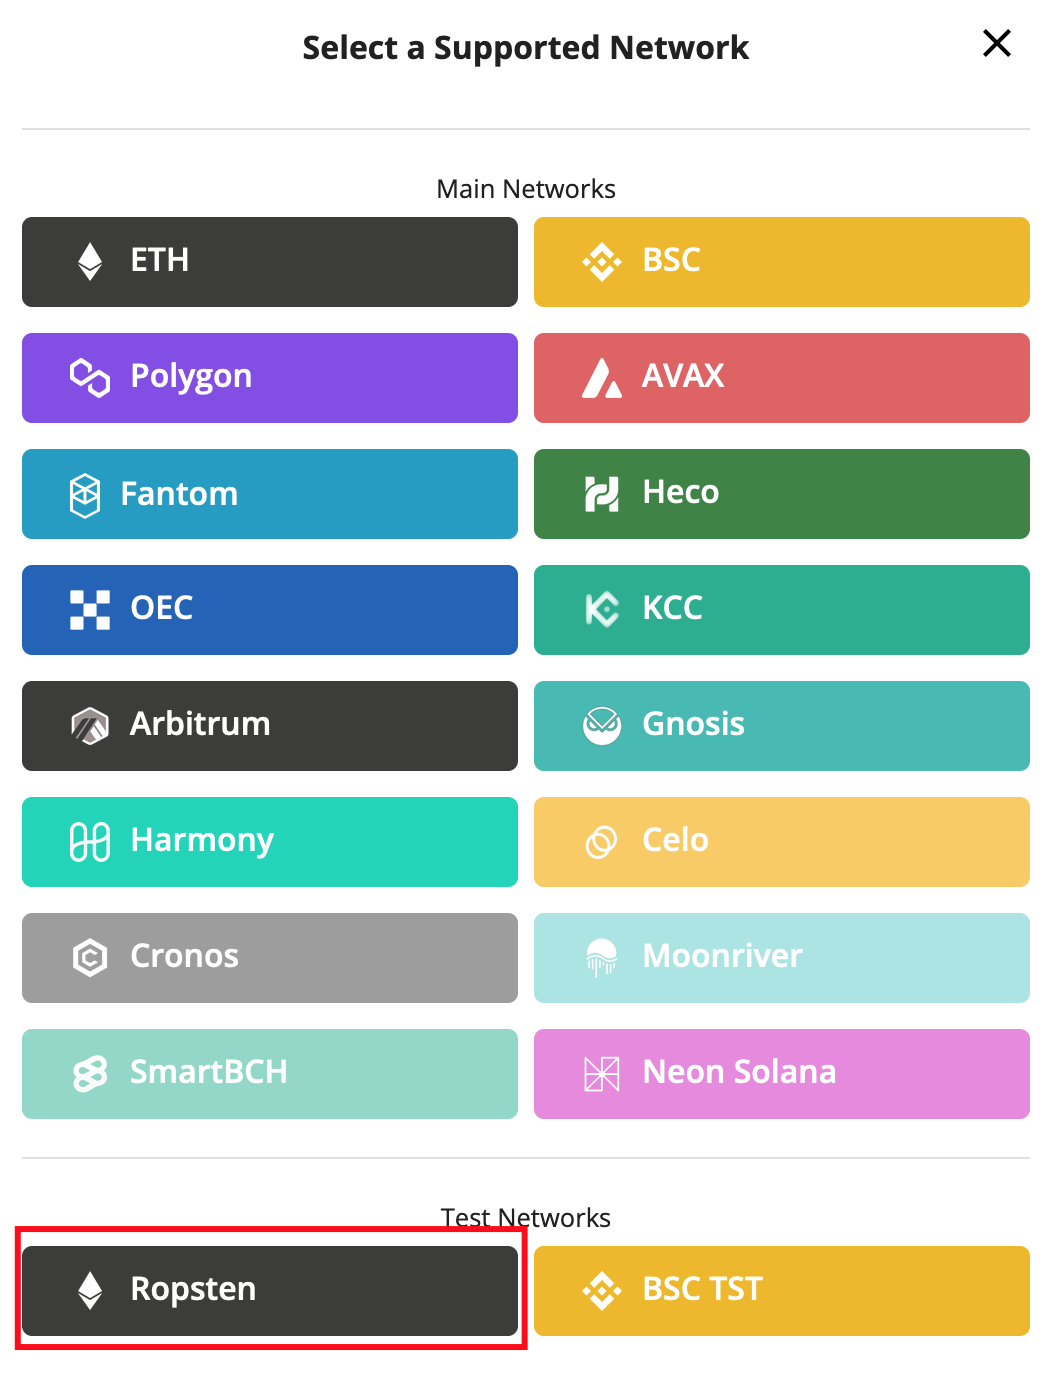 Select a Supported Network
Main Networks
ETH
BSC
Polygon
AVAX
Fantom
Heco
OEC
KCC
Arbitrum
Gnosis
Harmony
Celo
Cronos
Moonriver
SmartBCH
Neon Solana
Test Networks
Ropsten
BSC TST